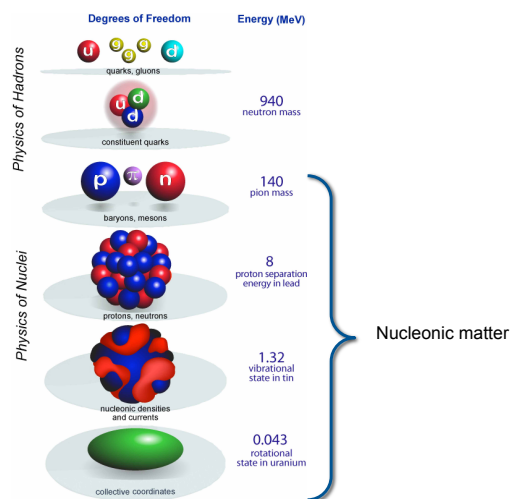 Degrees of Freedom
Energy (MeV)
Physics of Hadrons
u g g g d
quarks, gluons
u d d
constituent quarks
940
neutron mass
p π n
baryons, mesons
140
pion mass
Physics of Nuclei
protons, neutrons
8
proton separation
energy in lead
nucleonic densities
and currents
1.32
vibrational
state in tin
collective coordinates
0.043
rotational
state in uranium
Nucleonic matter